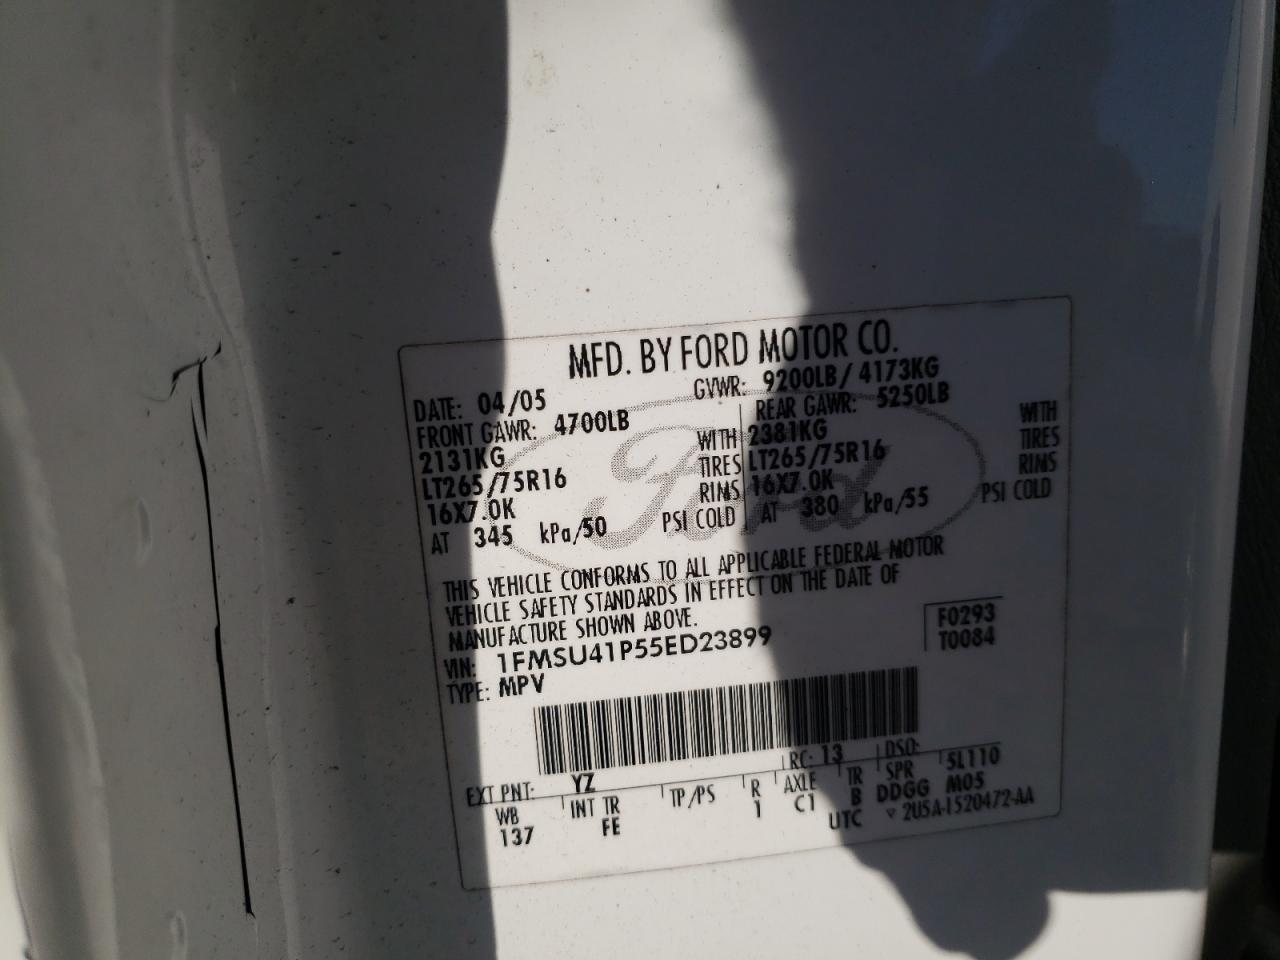 MFD. BY FORD MOTOR CO.
DATE: 04/05 GVWR: 9200LB/ 4173KG
FRONT GAWR: 4700LB REAR GAWR: 5250LB
2131KG WITH 2381KG WITH
LT265/75R16 TIRES LT265/75R16 TIRES
16X7.0K RIMS 16X7.0K RIMS
AT 345 kPa/50 PSI COLD AT 380 kPa/55 PSI COLD
Ford
THIS VEHICLE CONFORMS TO ALL APPLICABLE FEDERAL MOTOR
VEHICLE SAFETY STANDARDS IN EFFECT ON THE DATE OF
MANUFACTURE SHOWN ABOVE.
F0293
VIN: 1FMSU41P55ED23899 T0084
TYPE: MPV
EXT PNT: YZ RC: 13 DSO:
WB INT TR TP/PS R AXLE TR SPR 5L110
137 FE 1 C1 B DDGG M05
UTC ▽ 2U5A-1520472-AA